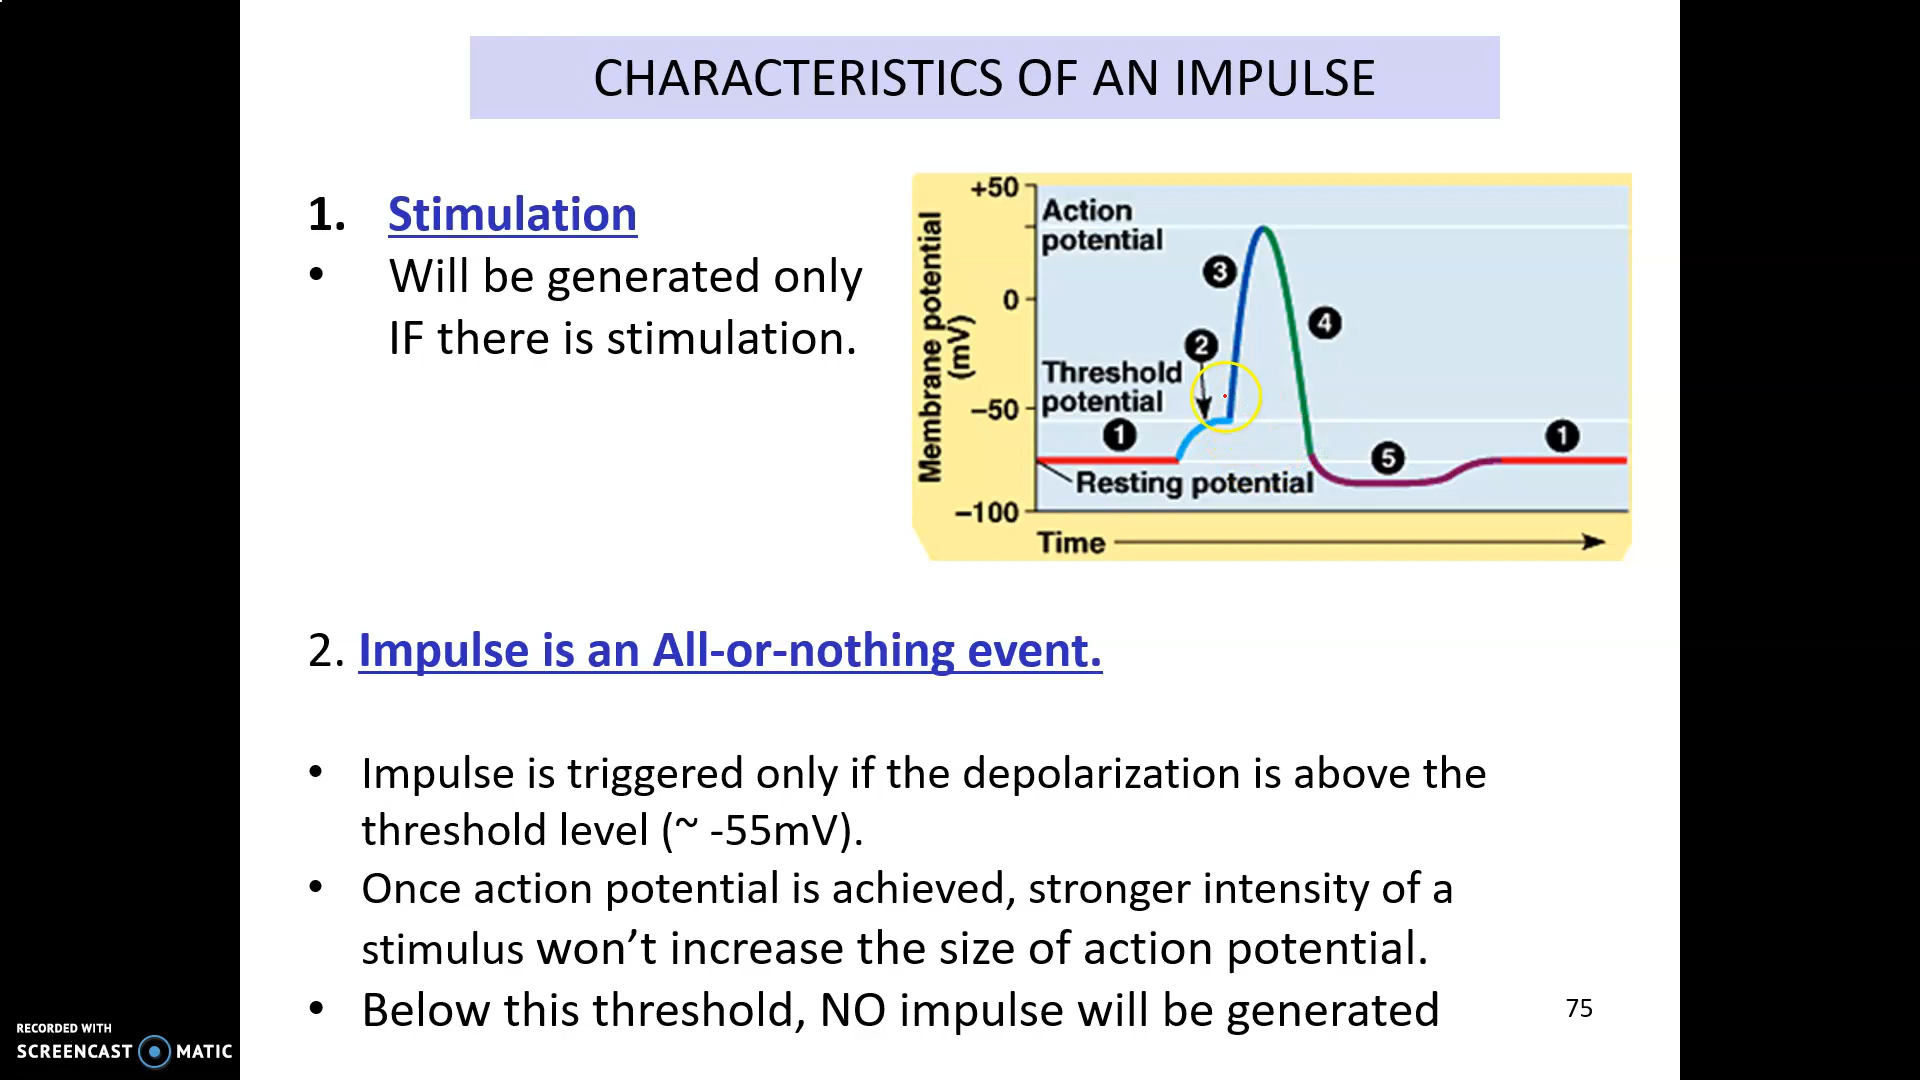 CHARACTERISTICS OF AN IMPULSE
1. Stimulation
• Will be generated only
IF there is stimulation.
Membrane potential
(mV)
+50
0
–50
–100
Action
potential
3
4
2
Threshold
potential
1
5
1
Resting potential
Time
2. Impulse is an All-or-nothing event.
• Impulse is triggered only if the depolarization is above the
threshold level (~ -55mV).
• Once action potential is achieved, stronger intensity of a
stimulus won’t increase the size of action potential.
• Below this threshold, NO impulse will be generated
75
RECORDED WITH
SCREENCAST MATIC